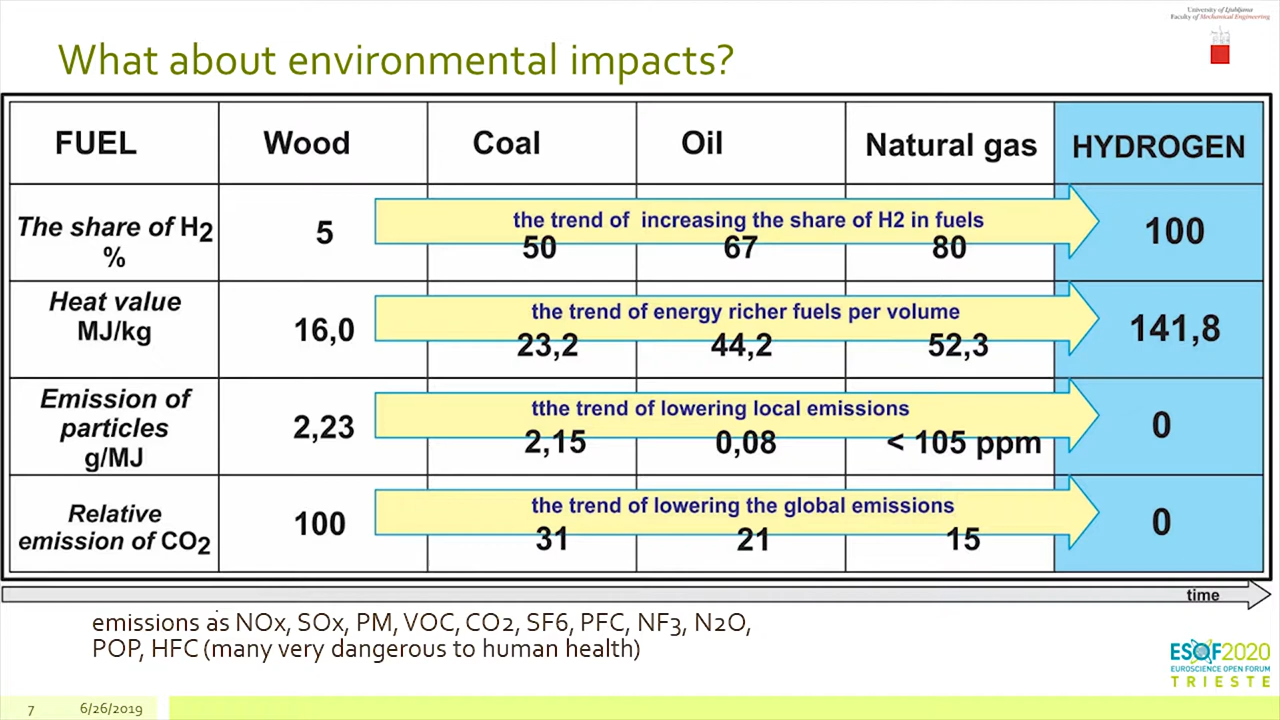 University of Ljubljana
Faculty of Mechanical Engineering
What about environmental impacts?
FUEL Wood Coal Oil Natural gas HYDROGEN
The share of H2 % 5 50 67 80 100
the trend of increasing the share of H2 in fuels
Heat value MJ/kg 16,0 23,2 44,2 52,3 141,8
the trend of energy richer fuels per volume
Emission of particles g/MJ 2,23 2,15 0,08 < 105 ppm 0
tthe trend of lowering local emissions
Relative emission of CO2 100 31 21 15 0
the trend of lowering the global emissions
time
emissions as NOx, SOx, PM, VOC, CO2, SF6, PFC, NF3, N2O,
POP, HFC (many very dangerous to human health)
ESOF2020
EUROSCIENCE OPEN FORUM
TRIESTE
7 6/26/2019